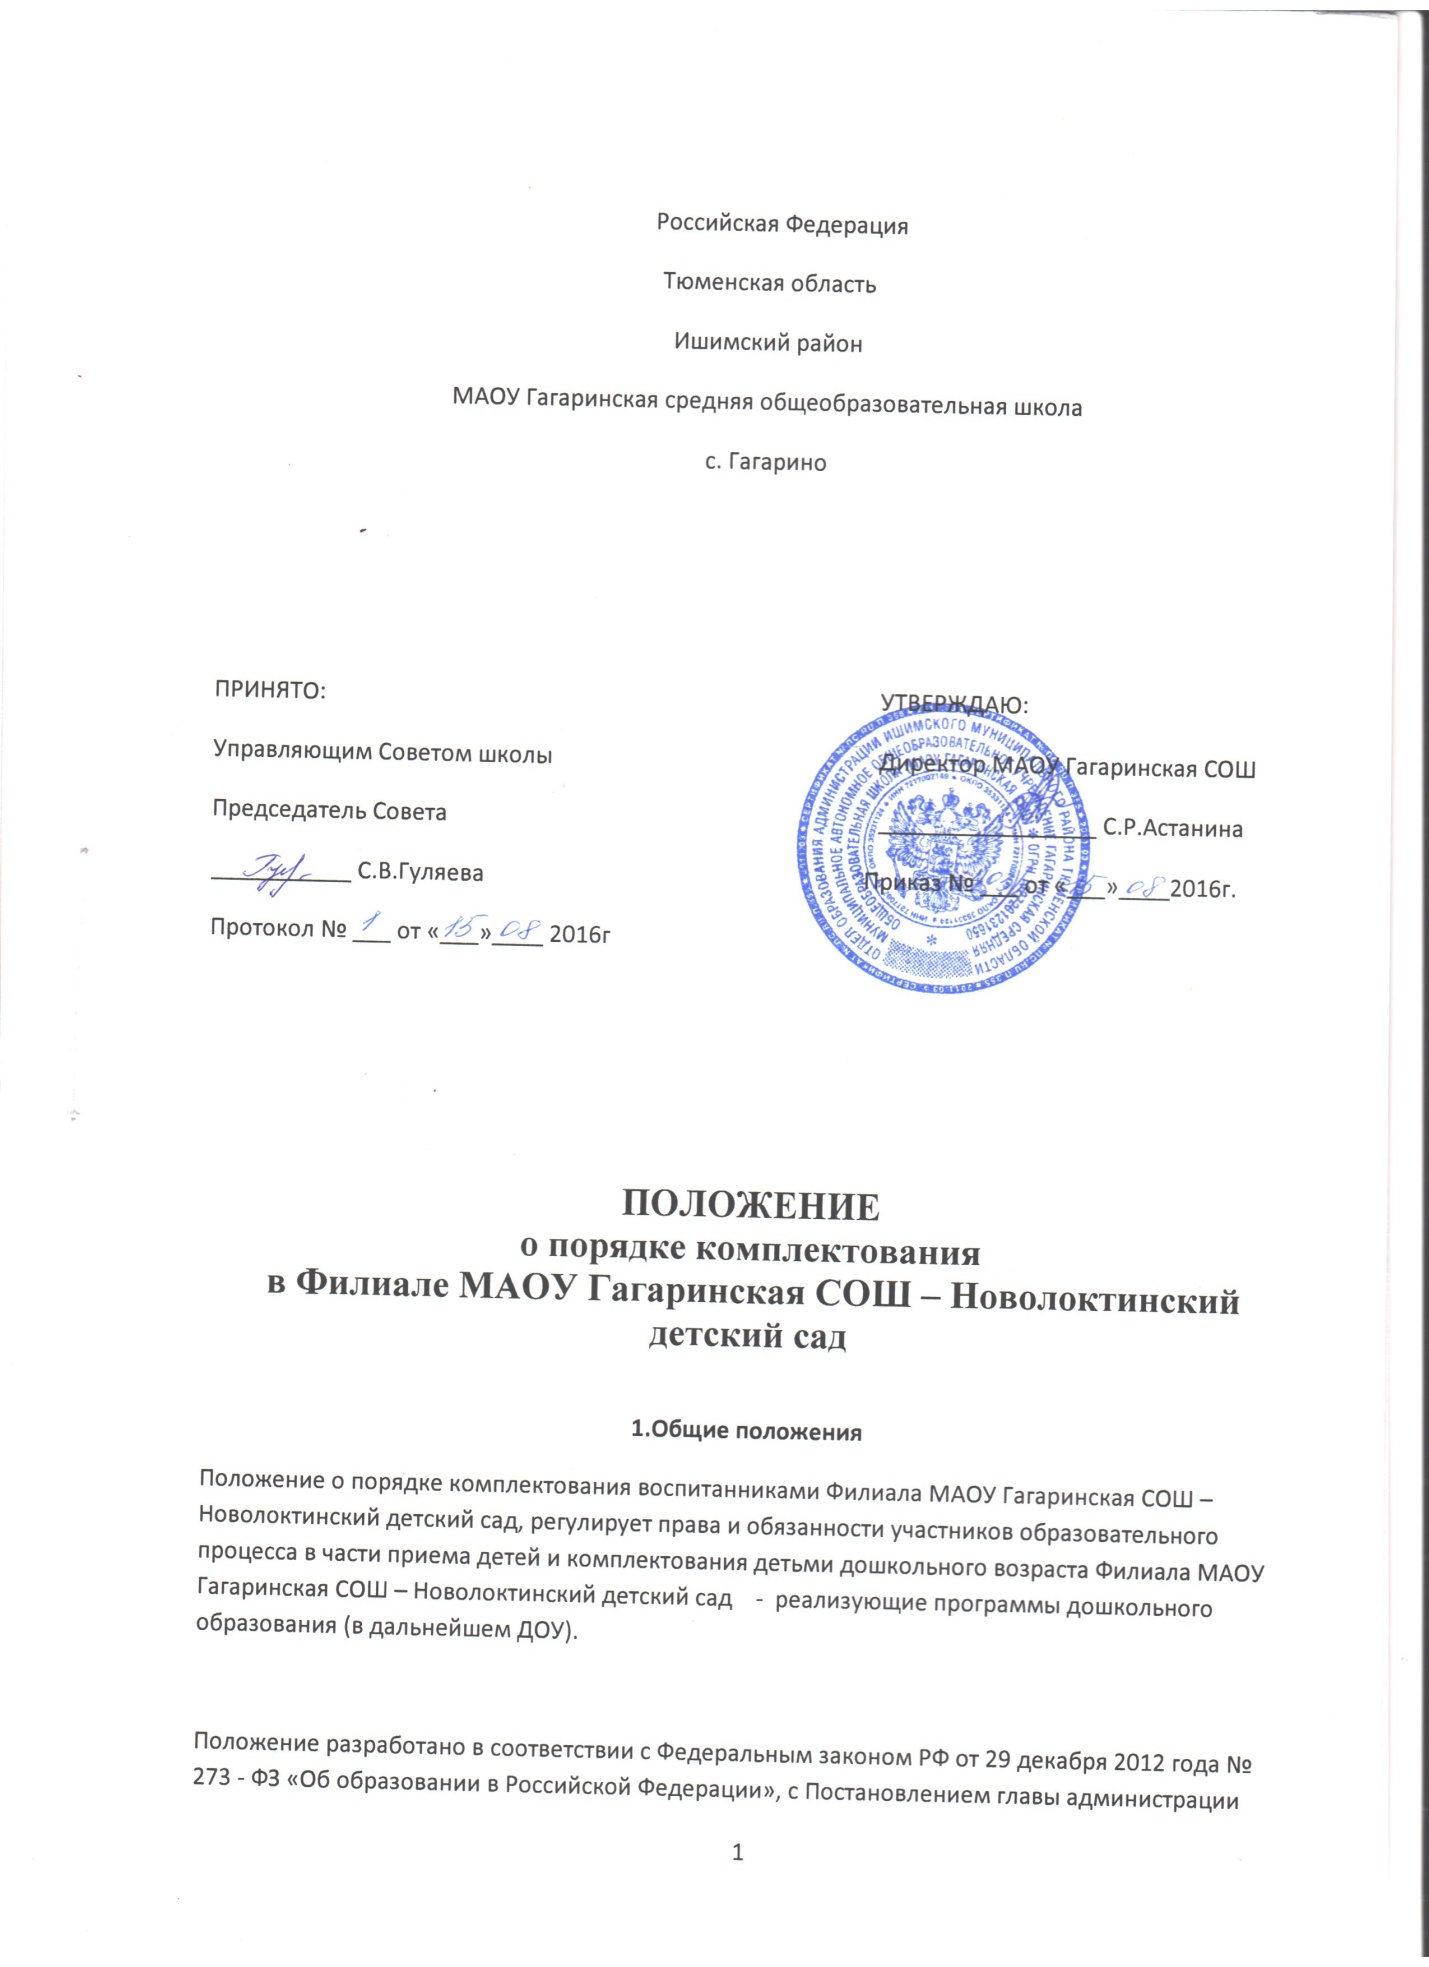 Российская Федерация
Тюменская область
Ишимский район
МАОУ Гагаринская средняя общеобразовательная школа
с. Гагарино
ПРИНЯТО:
Управляющим Советом школы
Председатель Совета
____________ С.В.Гуляева
Протокол № 1 от «15» 08 2016г
УТВЕРЖДАЮ:
Директор МАОУ Гагаринская СОШ
С.Р.Астанина
Приказ № от «15» 08 2016г.
ПОЛОЖЕНИЕ
о порядке комплектования
в Филиале МАОУ Гагаринская СОШ – Новолоктинский
детский сад
1.Общие положения
Положение о порядке комплектования воспитанниками Филиала МАОУ Гагаринская СОШ –
Новолоктинский детский сад, регулирует права и обязанности участников образовательного
процесса в части приема детей и комплектования детьми дошкольного возраста Филиала МАОУ
Гагаринская СОШ – Новолоктинский детский сад - реализующие программы дошкольного
образования (в дальнейшем ДОУ).
Положение разработано в соответствии с Федеральным законом РФ от 29 декабря 2012 года №
273 - ФЗ «Об образовании в Российской Федерации», с Постановлением главы администрации
1